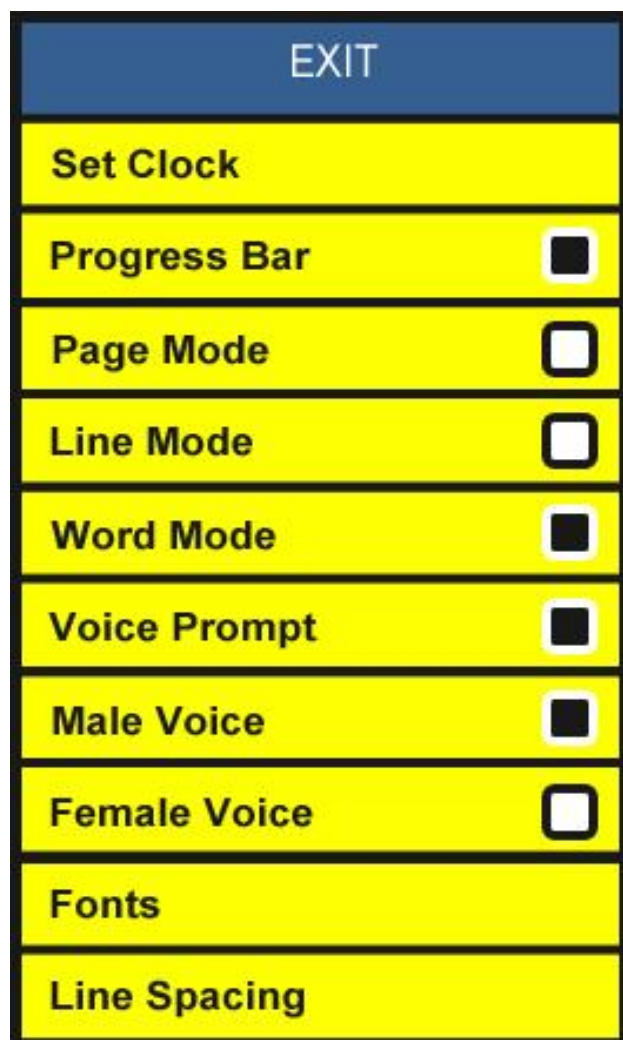 EXIT
Set Clock
Progress Bar
Page Mode
Line Mode
Word Mode
Voice Prompt
Male Voice
Female Voice
Fonts
Line Spacing